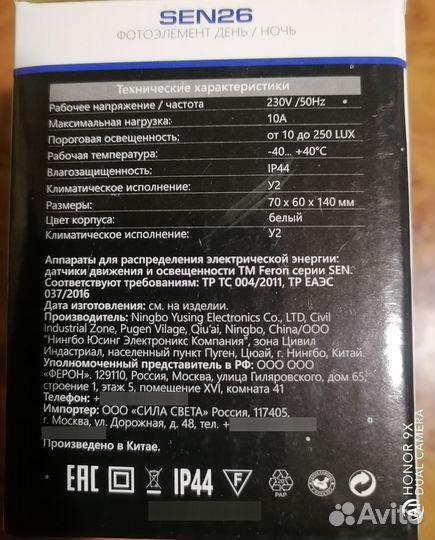 SEN26
ФОТОЭЛЕМЕНТ ДЕНЬ / НОЧЬ
Технические характеристики
Рабочее напряжение / частота 230V /50Hz
Максимальная нагрузка: 10А
Пороговая освещенность: от 10 до 250 LUX
Рабочая температура: -40... +40°C
Влагозащищенность: IP44
Климатическое исполнение: У2
Размеры: 70 x 60 x 140 мм
Цвет корпуса: белый
Климатическое исполнение: У2
Аппараты для распределения электрической энергии:
датчики движения и освещенности ТМ Feron серии SEN.
Соответствуют требованиям: ТР ТС 004/2011, ТР ЕАЭС
037/2016
Дата изготовления: см. на изделии.
Производитель: Ningbo Yusing Electronics Co., LTD, Civil
Industrial Zone, Pugen Vilage, Qiu'ai, Ningbo, China/ООО
"Нингбо Юсинг Электроникс Компания", зона Цивил
Индастриал, населенный пункт Пуген, Цюай, г. Нингбо, Китай.
Уполномоченный представитель в РФ: ООО
«ФЕРОН». 129110, Россия, Москва, улица Гиляровского, дом 65,
строение 1, этаж 5, помещение XVI, комната 41
Телефон: +
Импортер: ООО «СИЛА СВЕТА» Россия, 117405,
г. Москва, ул. Дорожная, д. 48, тел. +
Произведено в Китае.
EAC IP44 F PAP
HONOR 9X
AI DUAL CAMERA
Avito